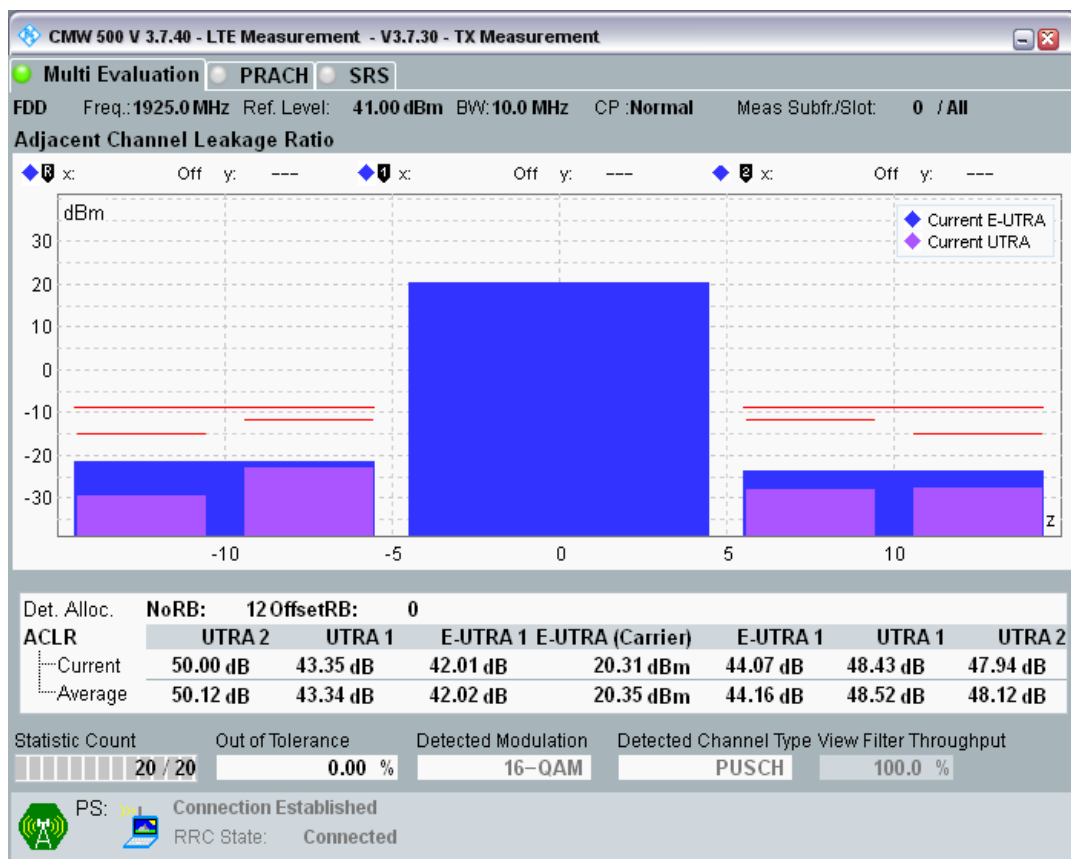 CMW 500 V 3.7.40 - LTE Measurement - V3.7.30 - TX Measurement
Multi Evaluation PRACH SRS
FDD Freq.: 1925.0 MHz Ref. Level: 41.00 dBm BW: 10.0 MHz CP :Normal Meas Subfr./Slot: 0 / All
Adjacent Channel Leakage Ratio
R x: Off y: --- 1 x: Off y: --- 2 x: Off y: ---
dBm
Current E-UTRA
Current UTRA
30
20
10
0
-10
-20
-30
z
-10 -5 0 5 10
Det. Alloc. NoRB: 12 OffsetRB: 0
ACLR UTRA 2 UTRA 1 E-UTRA 1 E-UTRA (Carrier) E-UTRA 1 UTRA 1 UTRA 2
Current 50.00 dB 43.35 dB 42.01 dB 20.31 dBm 44.07 dB 48.43 dB 47.94 dB
Average 50.12 dB 43.34 dB 42.02 dB 20.35 dBm 44.16 dB 48.52 dB 48.12 dB
Statistic Count Out of Tolerance Detected Modulation Detected Channel Type View Filter Throughput
20 / 20 0.00 % 16-QAM PUSCH 100.0 %
PS: Connection Established
RRC State: Connected